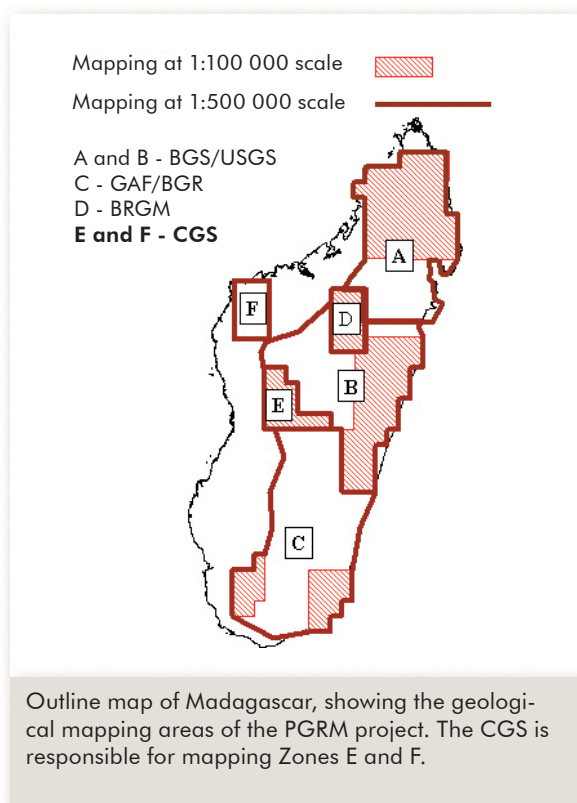 Mapping at 1:100 000 scale
Mapping at 1:500 000 scale
A and B - BGS/USGS
C - GAF/BGR
D - BRGM
E and F - CGS
A
F
D
B
E
C
Outline map of Madagascar, showing the geologi-
cal mapping areas of the PGRM project. The CGS is
responsible for mapping Zones E and F.